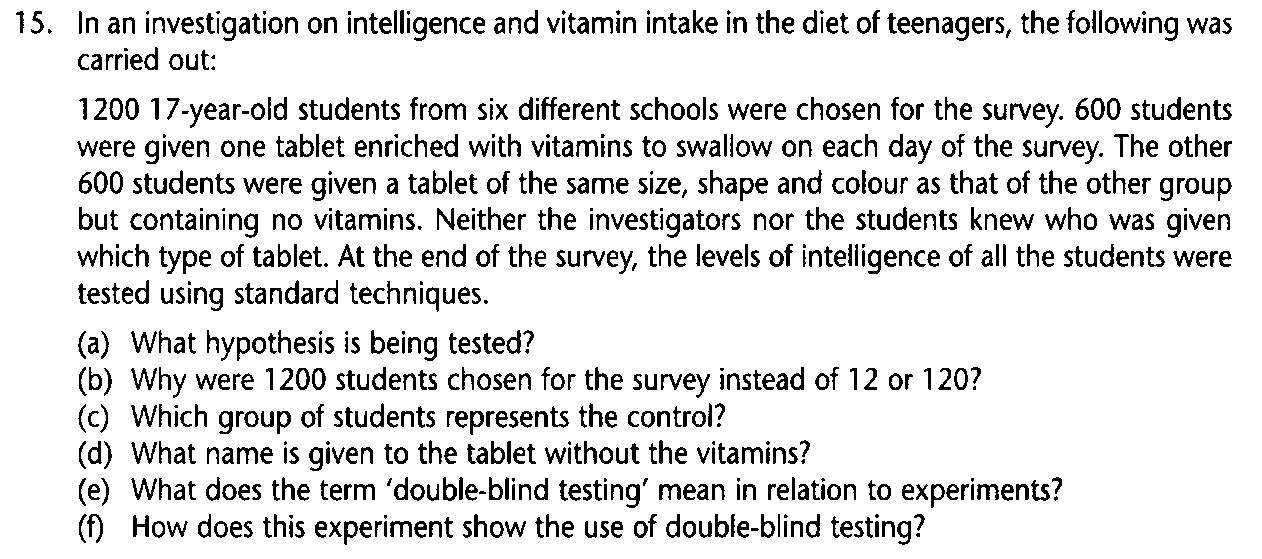 15. In an investigation on intelligence and vitamin intake in the diet of teenagers, the following was
carried out:
1200 17-year-old students from six different schools were chosen for the survey. 600 students
were given one tablet enriched with vitamins to swallow on each day of the survey. The other
600 students were given a tablet of the same size, shape and colour as that of the other group
but containing no vitamins. Neither the investigators nor the students knew who was given
which type of tablet. At the end of the survey, the levels of intelligence of all the students were
tested using standard techniques.
(a) What hypothesis is being tested?
(b) Why were 1200 students chosen for the survey instead of 12 or 120?
(c) Which group of students represents the control?
(d) What name is given to the tablet without the vitamins?
(e) What does the term ‘double-blind testing’ mean in relation to experiments?
(f) How does this experiment show the use of double-blind testing?